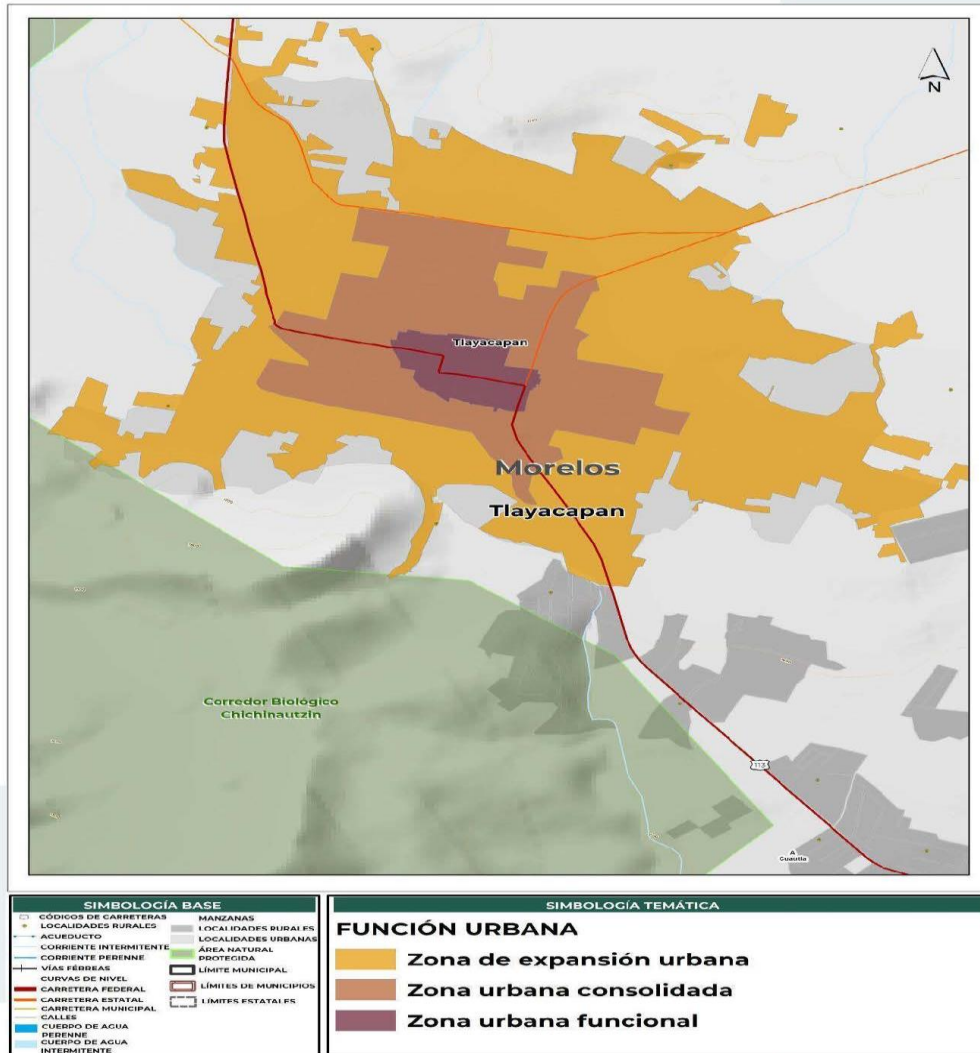 N
Tlayacapan
Morelos
Tlayacapan
Corredor Biológico
Chichinautzin
113
A
Cuautla
SIMBOLOGÍA BASE
CÓDIGOS DE CARRETERAS
LOCALIDADES RURALES
ACUEDUCTO
CORRIENTE INTERMITENTE
CORRIENTE PERENNE
VÍAS FÉRREAS
CURVAS DE NIVEL
CARRETERA FEDERAL
CARRETERA ESTATAL
CARRETERA MUNICIPAL
CALLES
CUERPO DE AGUA
PERENNE
CUERPO DE AGUA
INTERMITENTE
MANZANAS
LOCALIDADES RURALES
LOCALIDADES URBANAS
ÁREA NATURAL
PROTEGIDA
LÍMITE MUNICIPAL
LÍMITES DE MUNICIPIOS
LÍMITES ESTATALES
SIMBOLOGÍA TEMÁTICA
FUNCIÓN URBANA
Zona de expansión urbana
Zona urbana consolidada
Zona urbana funcional